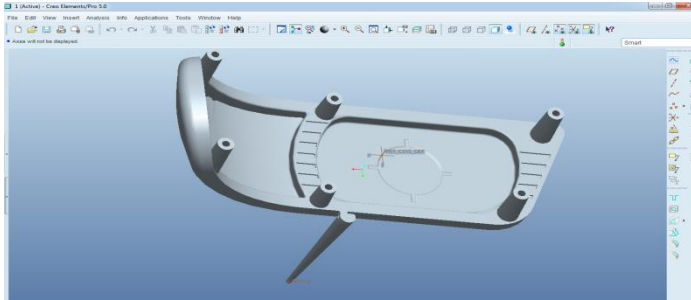 1 (Active) - Creo Elements/Pro 5.0
File Edit View Insert Analysis Info Applications Tools Window Help
• Axes will not be displayed.
Smart